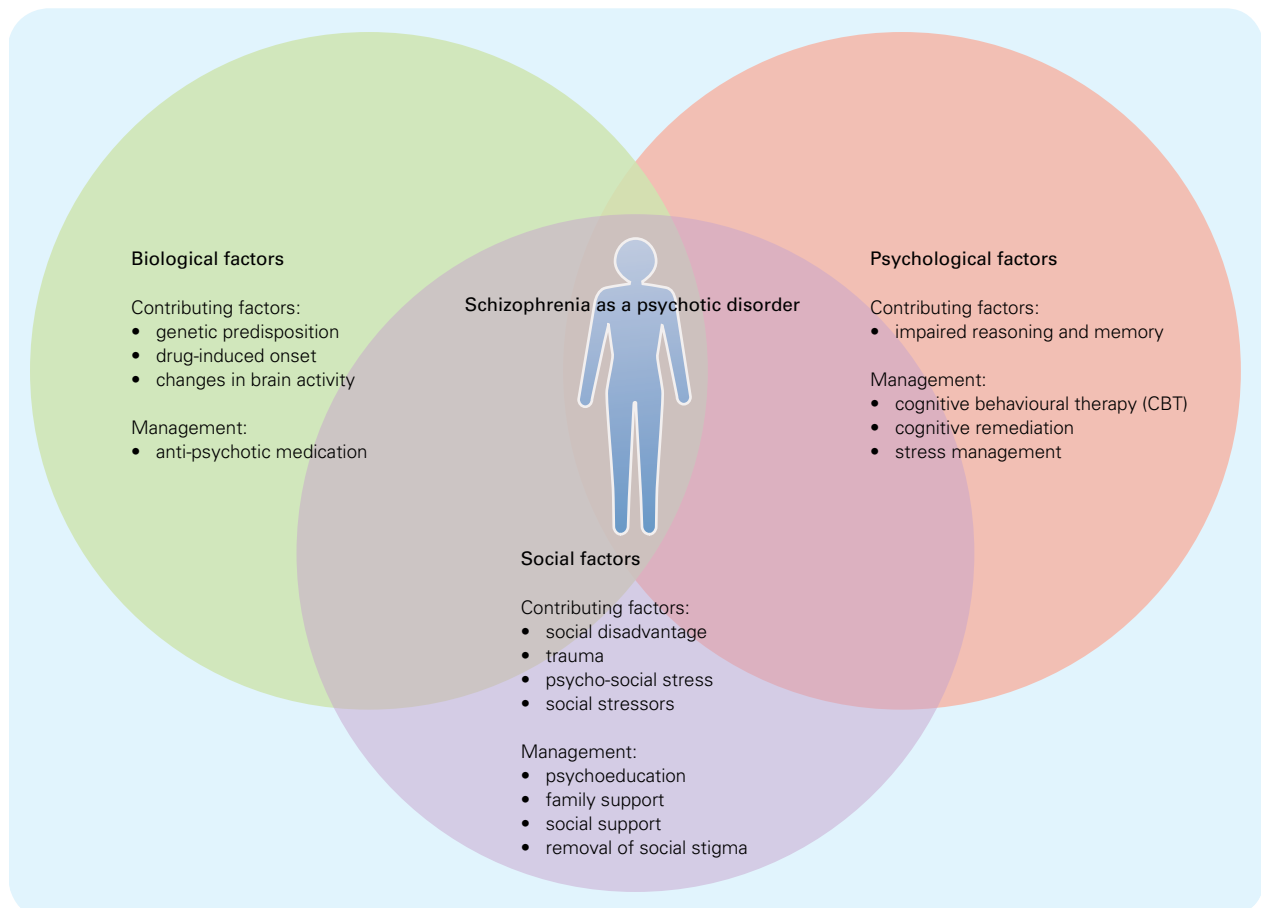 Biological factors
Contributing factors:
• genetic predisposition
• drug-induced onset
• changes in brain activity
Management:
• anti-psychotic medication
Schizophrenia as a psychotic disorder
Psychological factors
Contributing factors:
• impaired reasoning and memory
Management:
• cognitive behavioural therapy (CBT)
• cognitive remediation
• stress management
Social factors
Contributing factors:
• social disadvantage
• trauma
• psycho-social stress
• social stressors
Management:
• psychoeducation
• family support
• social support
• removal of social stigma